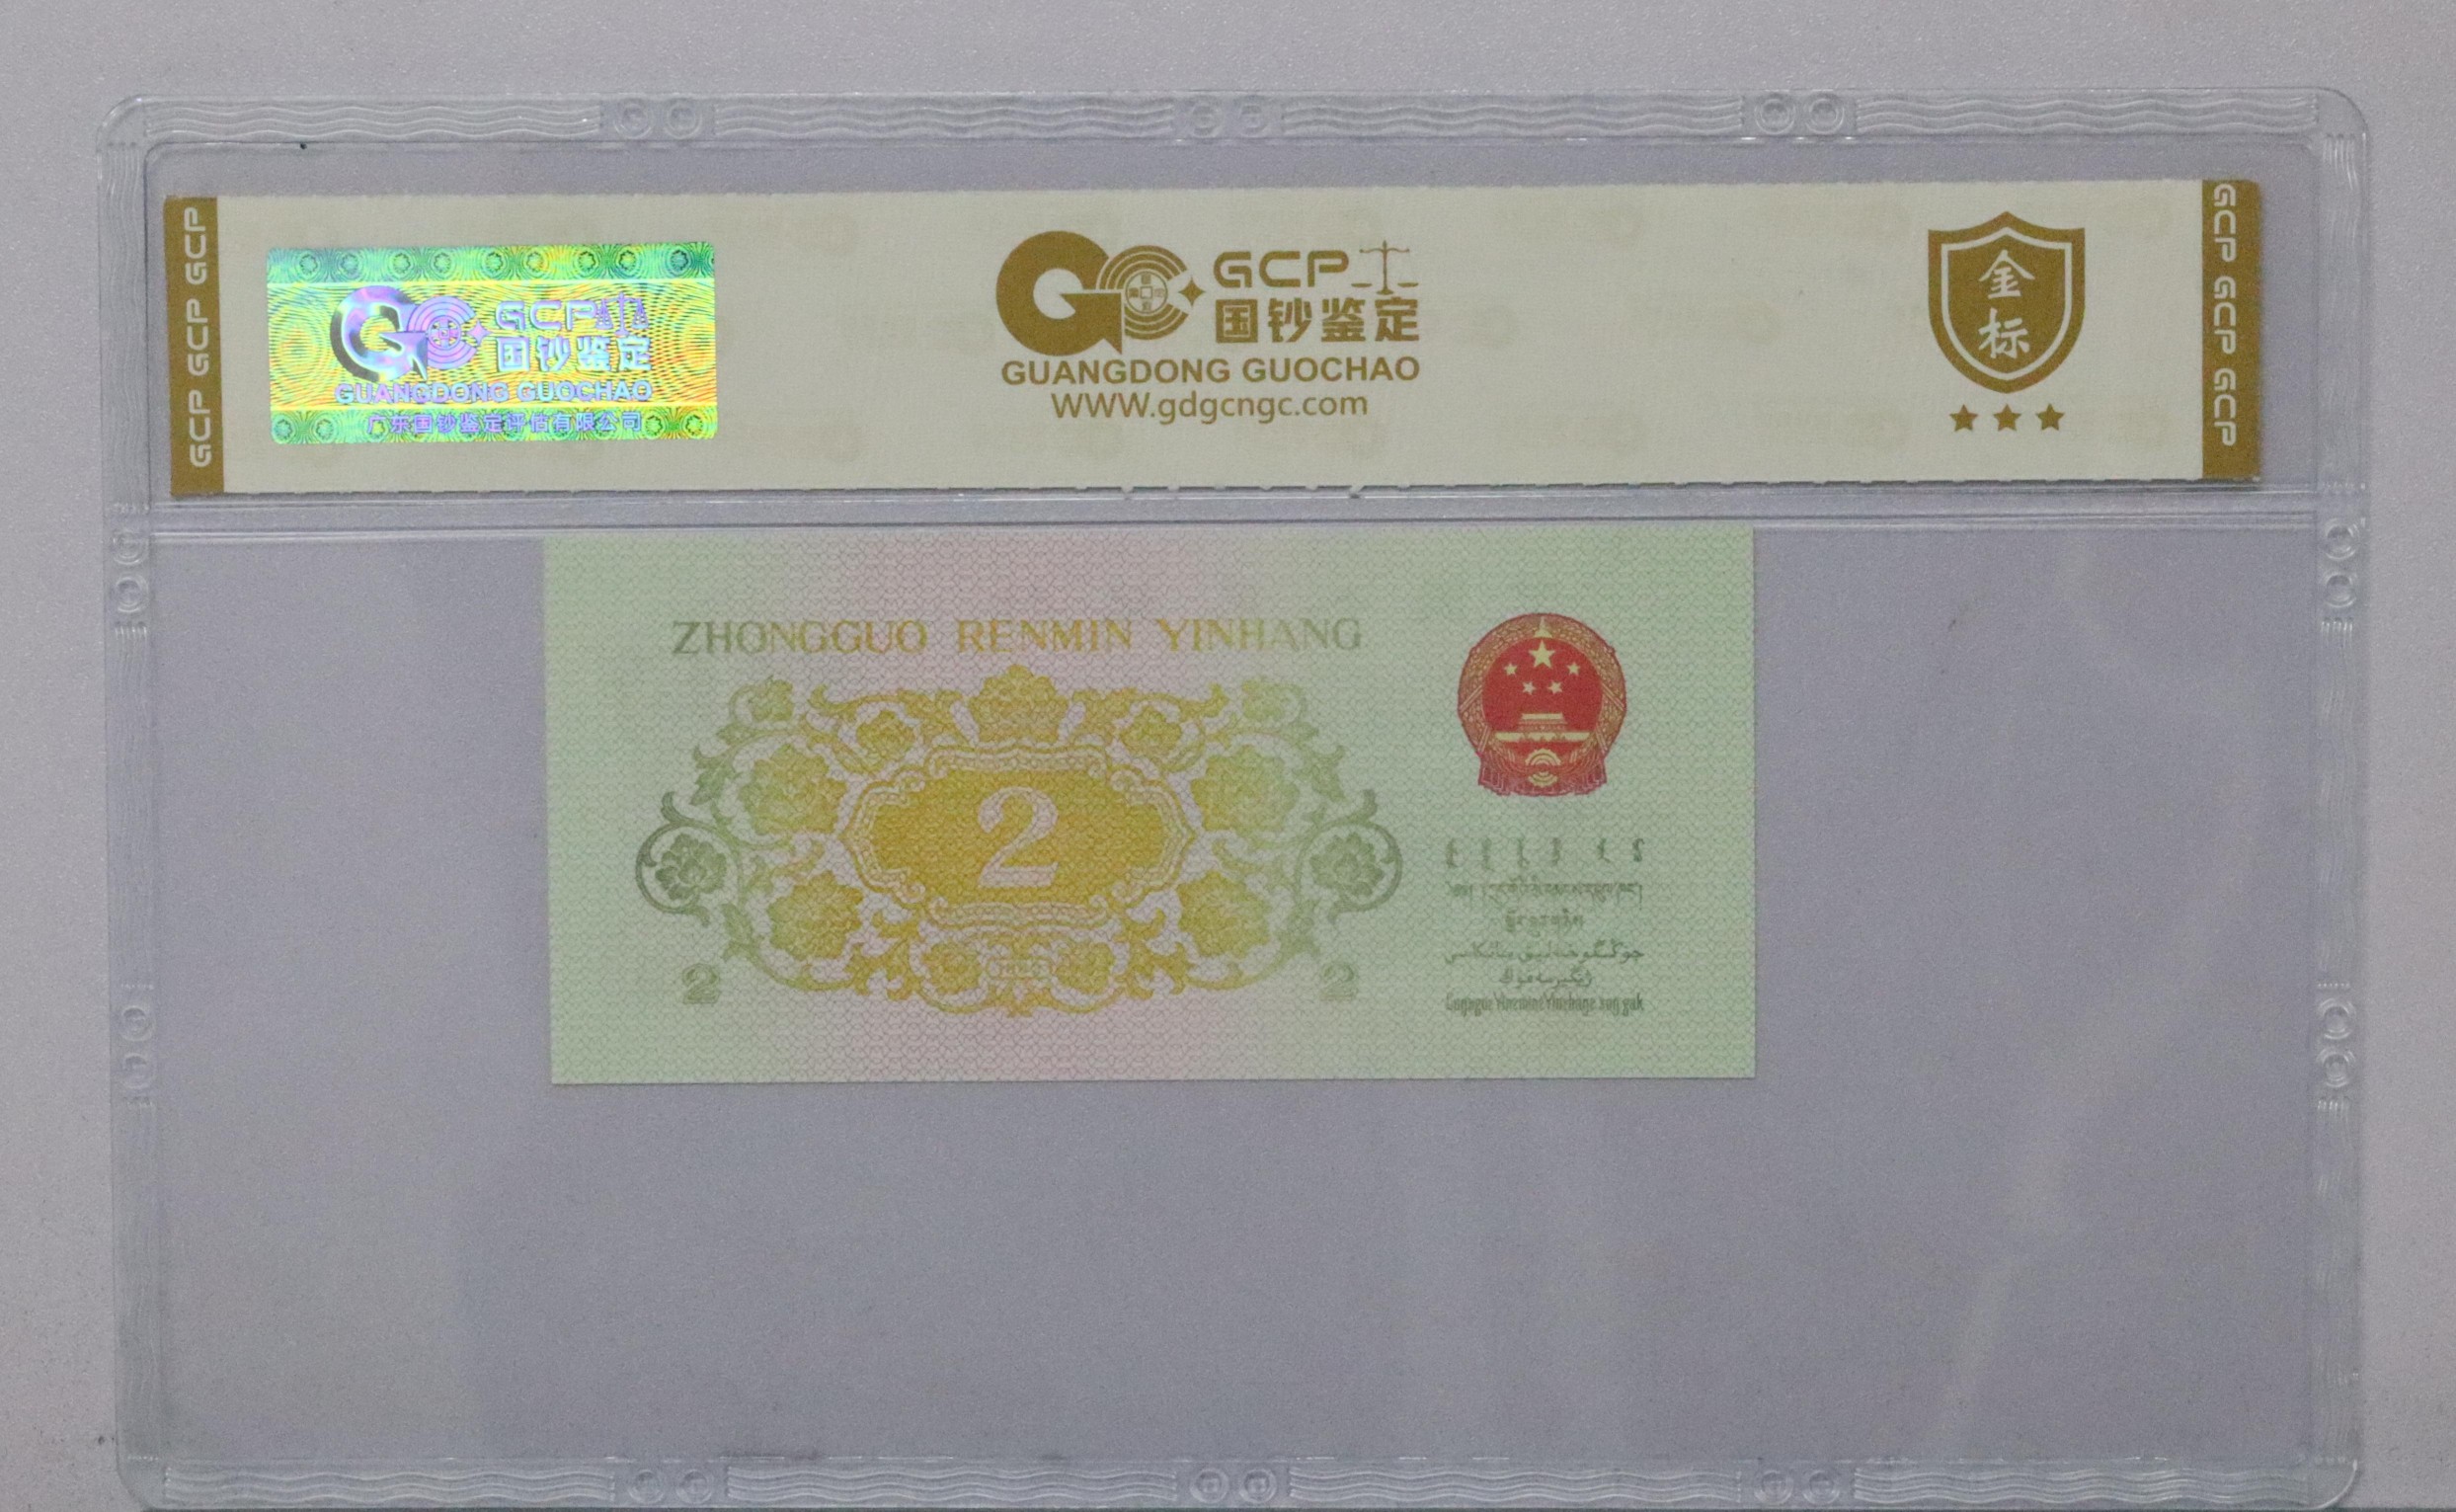 GCP GCP GCP
GCP
国钞鉴定
GUANGDONG GUOCHAO
广东国钞鉴定评估有限公司
GCP
国钞鉴定
GUANGDONG GUOCHAO
WWW.gdgcngc.com
金
标
GCP GCP GCP
ZHONGGUO RENMIN YINHANG
2
2
2